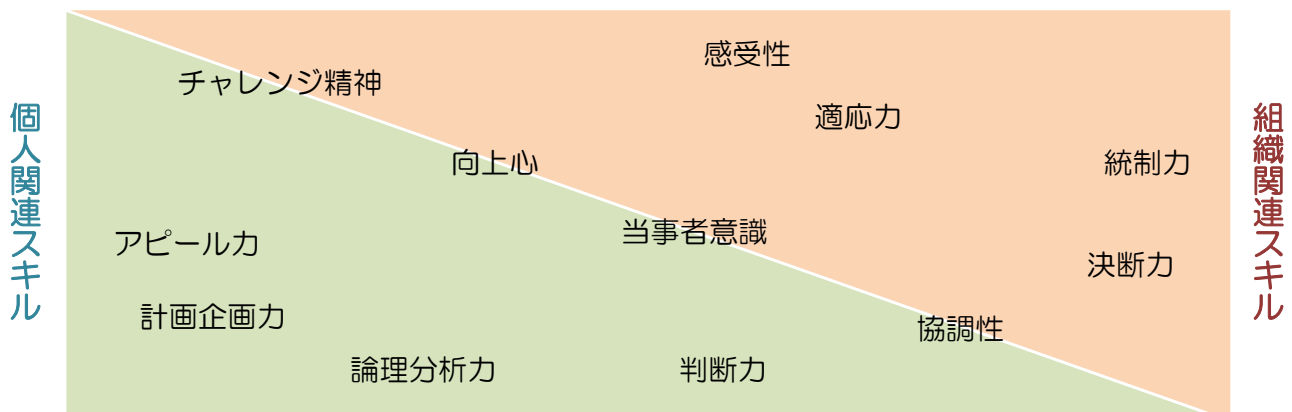 個人関連スキル
チャレンジ精神
感受性
適応力
向上心
統制力
当事者意識
アピール力
決断力
計画企画力
協調性
論理分析力
判断力
組織関連スキル